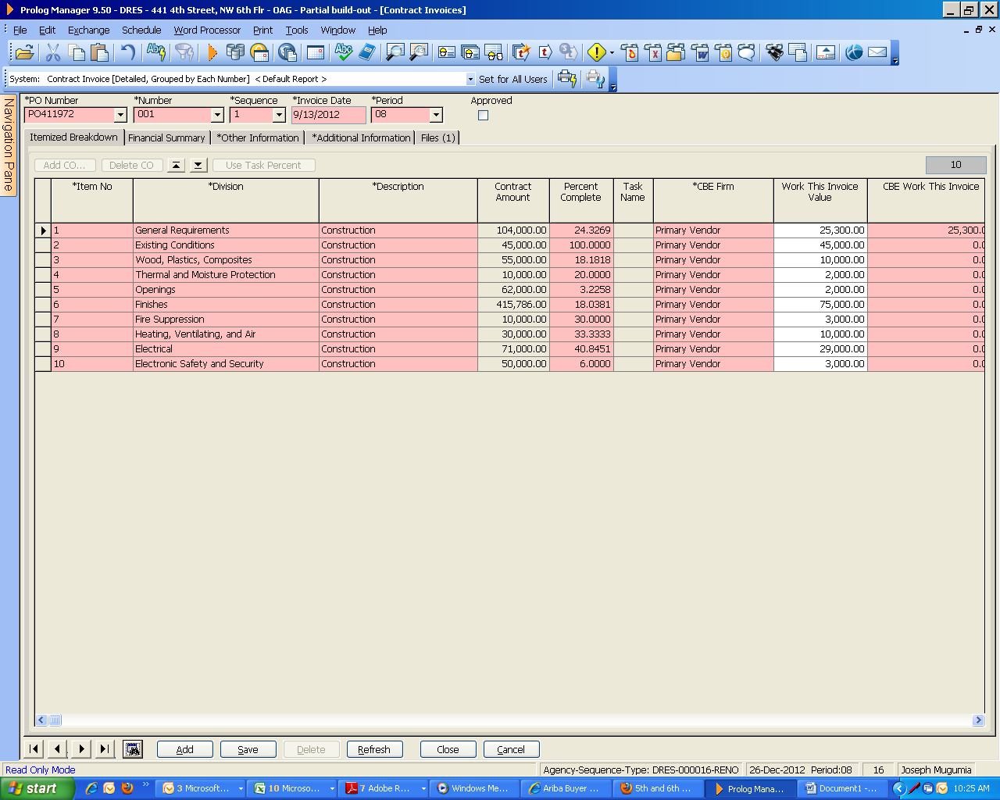 Prolog Manager 9.50 - DRES - 441 4th Street, NW 6th Flr - OAG - Partial build-out - [Contract Invoices]
File Edit Exchange Schedule Word Processor Print Tools Window Help
System: Contract Invoice [Detailed, Grouped by Each Number] < Default Report > Set for All Users
Navigation Pane
*PO Number *Number *Sequence *Invoice Date *Period Approved
PO411972 001 1 9/13/2012 08
Itemized Breakdown Financial Summary *Other Information *Additional Information Files (1)
Add CO... Delete CO Use Task Percent 10
*Item No *Division *Description Contract Amount Percent Complete Task Name *CBE Firm Work This Invoice Value CBE Work This Invoice
1 General Requirements Construction 104,000.00 24.3269 Primary Vendor 25,300.00 25,300.0
2 Existing Conditions Construction 45,000.00 100.0000 Primary Vendor 45,000.00 0.0
3 Wood, Plastics, Composites Construction 55,000.00 18.1818 Primary Vendor 10,000.00 0.0
4 Thermal and Moisture Protection Construction 10,000.00 20.0000 Primary Vendor 2,000.00 0.0
5 Openings Construction 62,000.00 3.2258 Primary Vendor 2,000.00 0.0
6 Finishes Construction 415,786.00 18.0381 Primary Vendor 75,000.00 0.0
7 Fire Suppression Construction 10,000.00 30.0000 Primary Vendor 3,000.00 0.0
8 Heating, Ventilating, and Air Construction 30,000.00 33.3333 Primary Vendor 10,000.00 0.0
9 Electrical Construction 71,000.00 40.8451 Primary Vendor 29,000.00 0.0
10 Electronic Safety and Security Construction 50,000.00 6.0000 Primary Vendor 3,000.00 0.0
Add Save Delete Refresh Close Cancel
Read Only Mode Agency-Sequence-Type: DRES-000016-RENO 26-Dec-2012 Period:08 16 Joseph Mugumia
start 3 Microsoft... 10 Microso... 7 Adobe R... Windows Me... Ariba Buyer ... 5th and 6th ... Prolog Mana... Document1 -... 10:25 AM